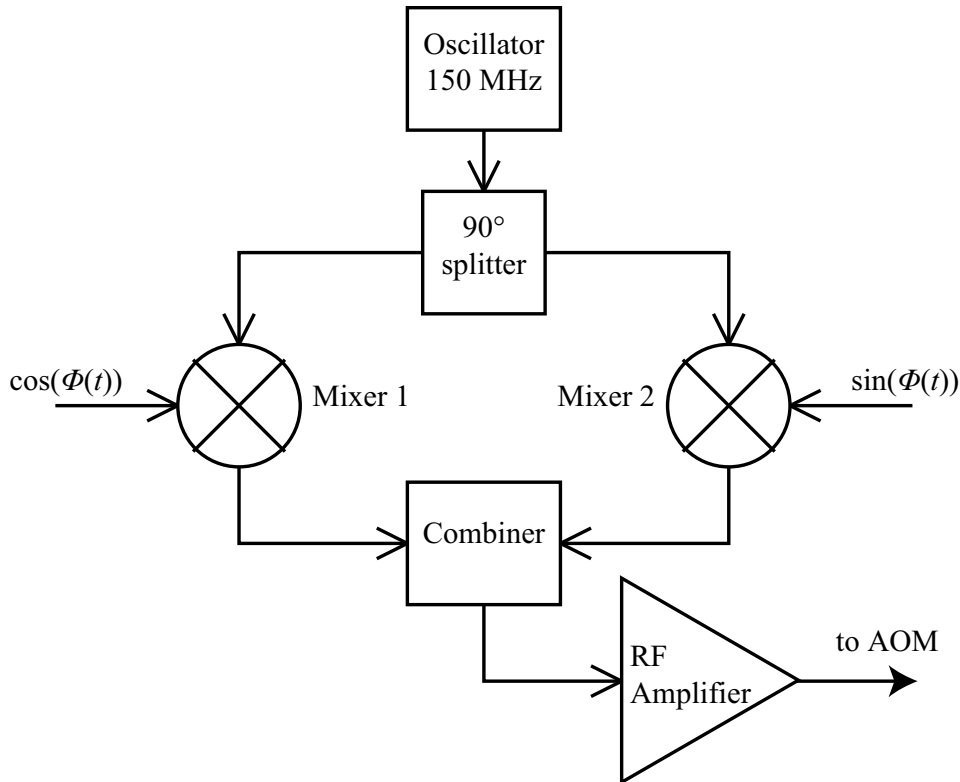 Oscillator
150 MHz
90°
splitter
cos(Φ(t))
Mixer 1
Mixer 2
sin(Φ(t))
Combiner
RF
Amplifier
to AOM